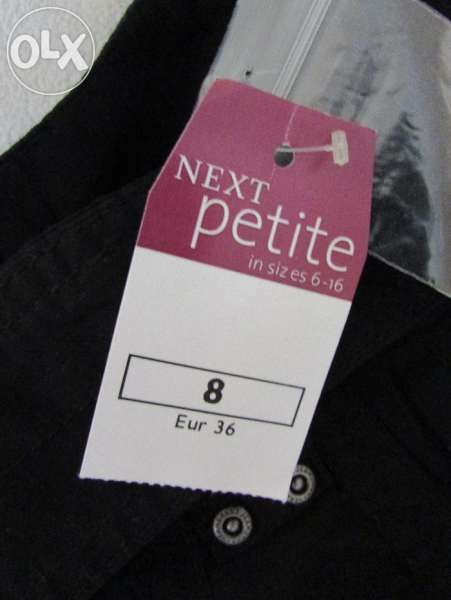 OLX
NEXT
petite
in sizes 6-16
8
Eur 36